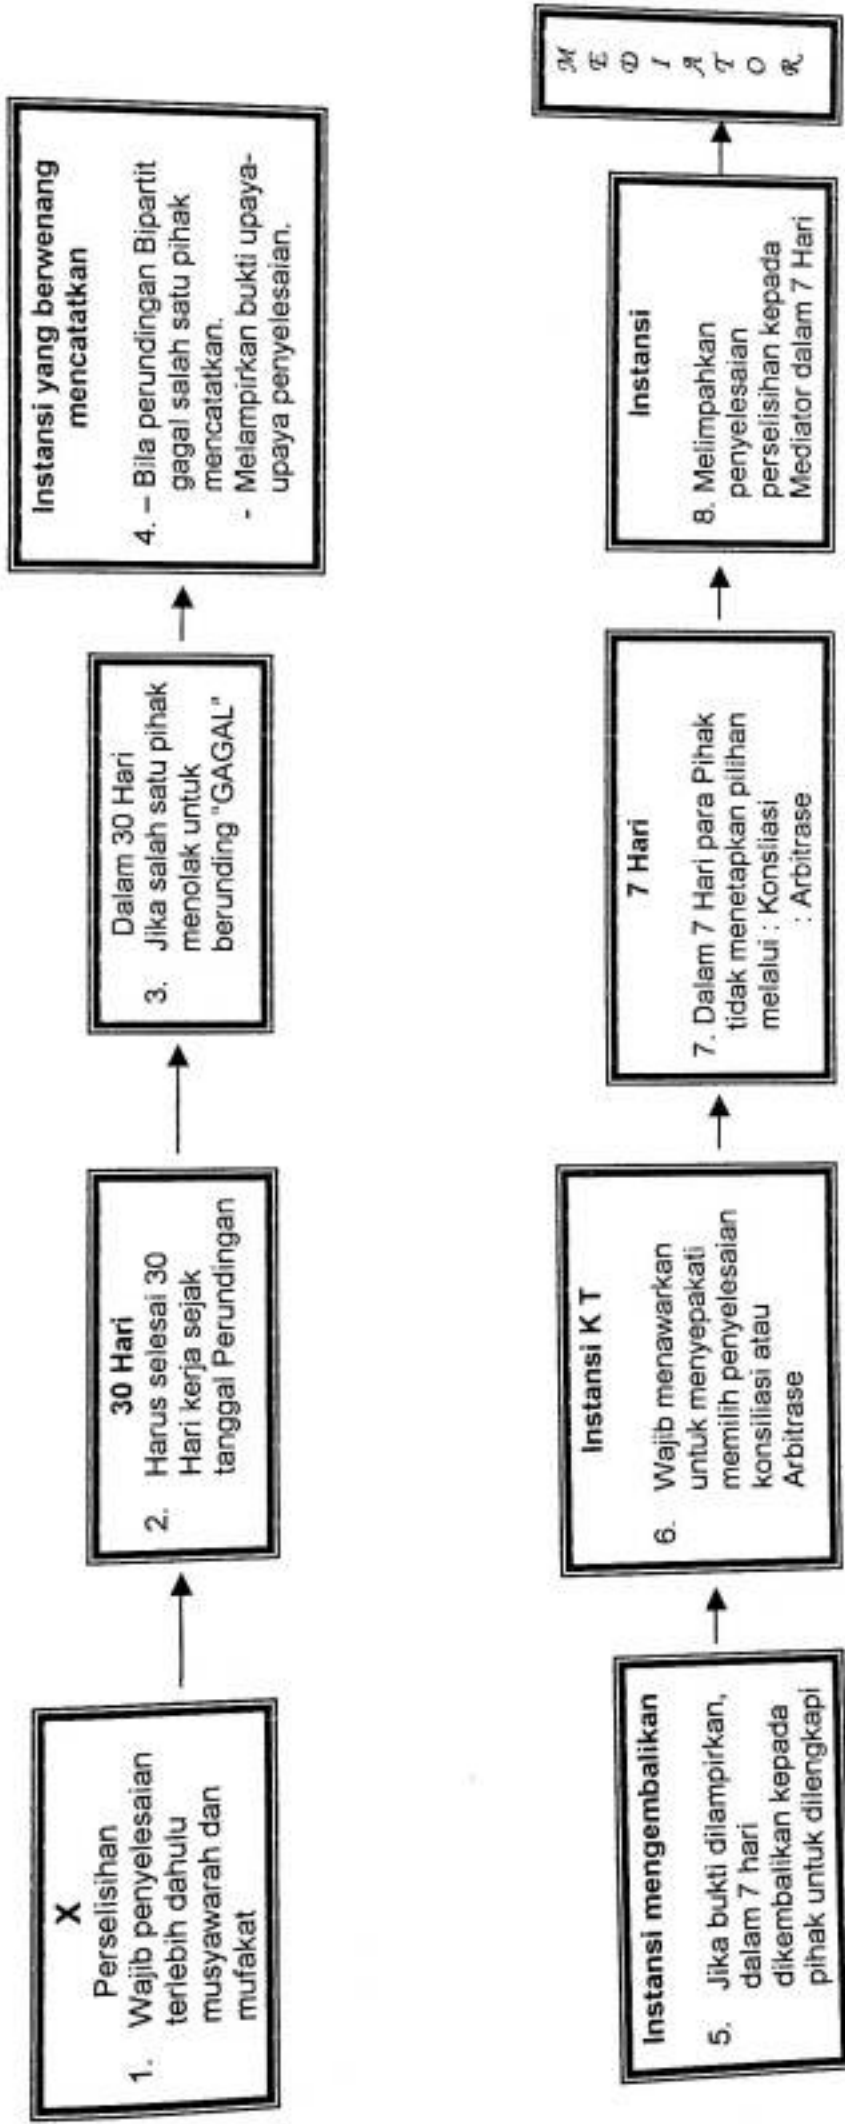 X
Perselisihan
1. Wajib penyelesaian
terlebih dahulu
musyawarah dan
mufakat
30 Hari
2. Harus selesai 30
Hari kerja sejak
tanggal Perundingan
Dalam 30 Hari
3. Jika salah satu pihak
menolak untuk
berunding "GAGAL"
Instansi yang berwenang
mencatatkan
4. – Bila perundingan Bipartit
gagal salah satu pihak
mencatatkan.
- Melampirkan bukti upaya-
upaya penyelesaian.
Instansi mengembalikan
5. Jika bukti dilampirkan,
dalam 7 hari
dikembalikan kepada
pihak untuk dilengkapi
Instansi K T
6. Wajib menawarkan
untuk menyepakati
memilih penyelesaian
konsiliasi atau
Arbitrase
7 Hari
7. Dalam 7 Hari para Pihak
tidak menetapkan pilihan
melalui : Konsliasi
: Arbitrase
Instansi
8. Melimpahkan
penyelesaian
perselisihan kepada
Mediator dalam 7 Hari
M
E
D
I
A
T
O
R